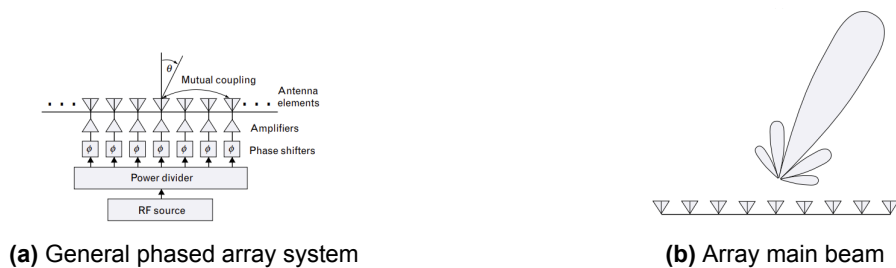 θ
Mutual coupling
Antenna
elements
Amplifiers
ϕ ϕ ϕ ϕ ϕ ϕ ϕ
Phase shifters
Power divider
RF source
(a) General phased array system
(b) Array main beam